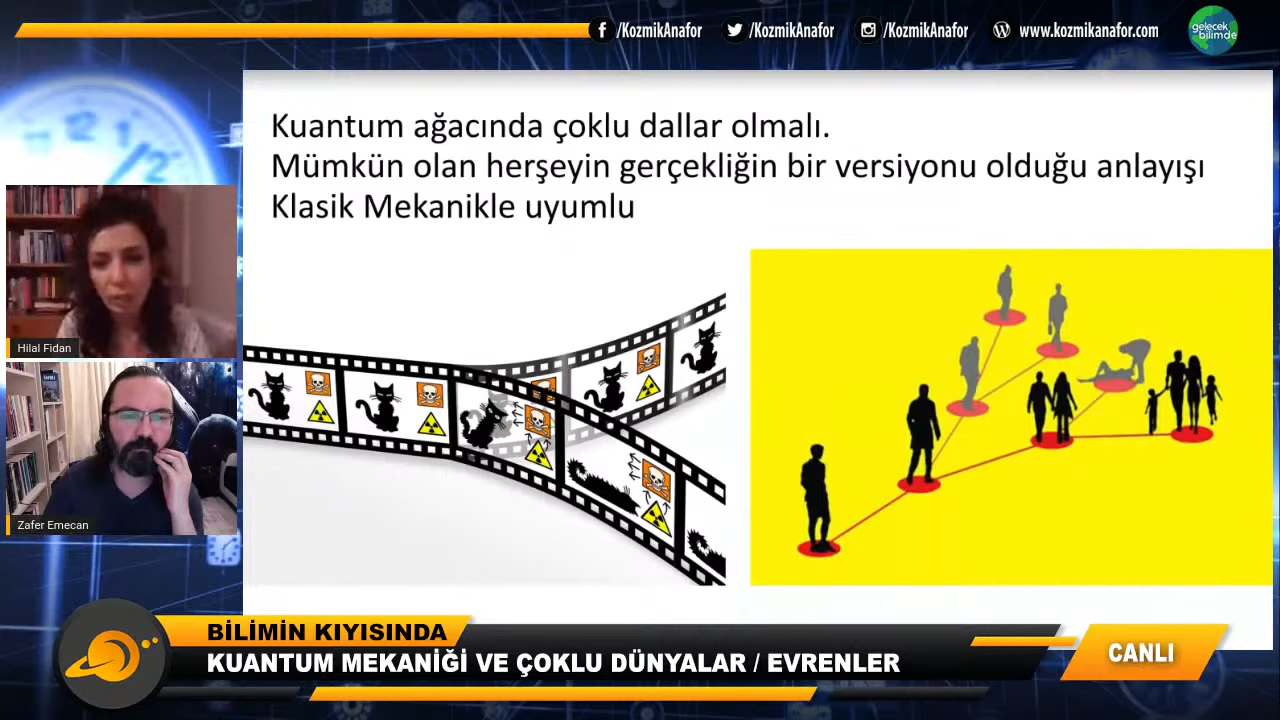 /KozmikAnafor
/KozmikAnafor
/KozmikAnafor
www.kozmikanafor.com
gelecek
bilimde
Kuantum ağacında çoklu dallar olmalı.
Mümkün olan herşeyin gerçekliğin bir versiyonu olduğu anlayışı
Klasik Mekanikle uyumlu
Hilal Fidan
Zafer Emecan
BİLİMİN KIYISINDA
KUANTUM MEKANİĞİ VE ÇOKLU DÜNYALAR / EVRENLER
CANLI